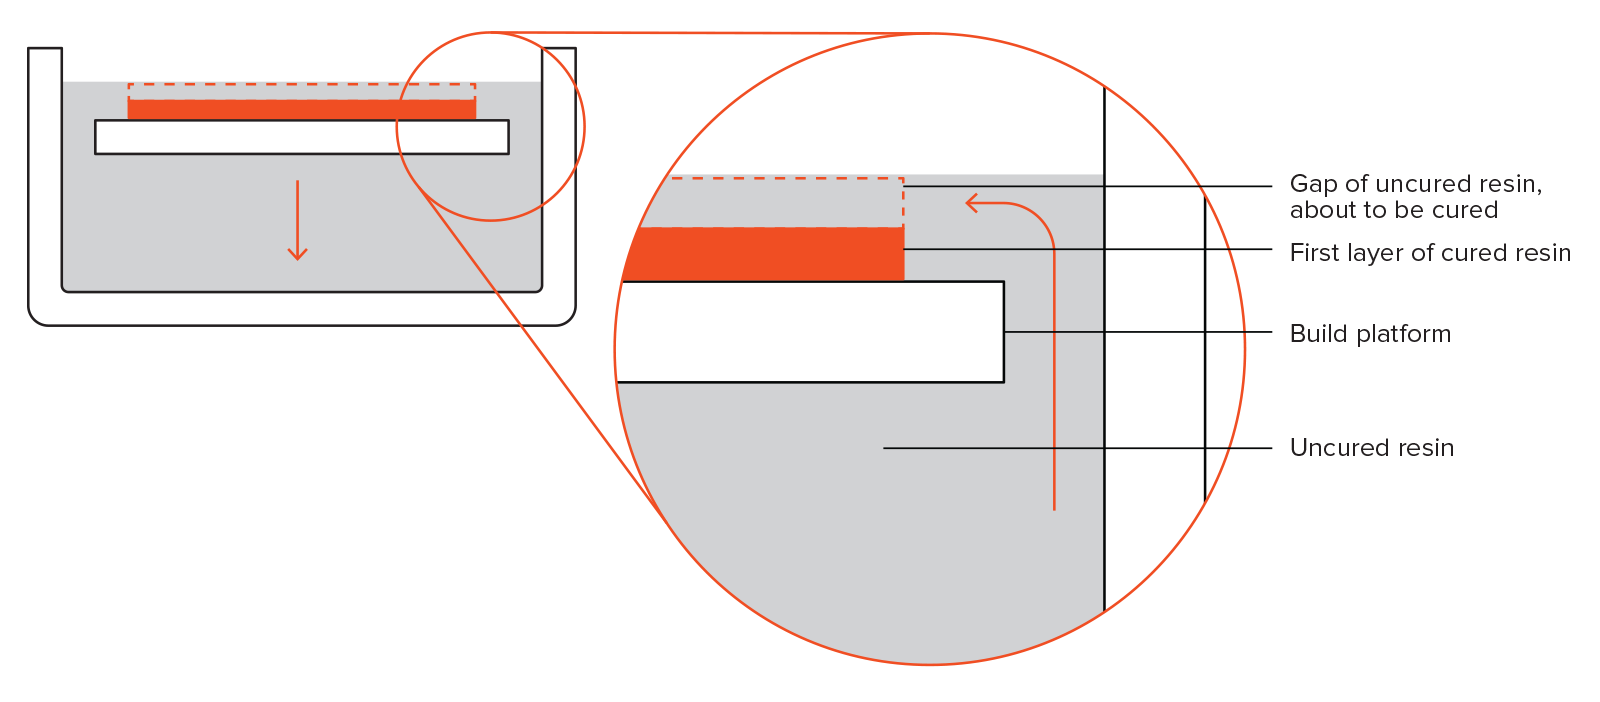 Gap of uncured resin,
about to be cured
First layer of cured resin
Build platform
Uncured resin